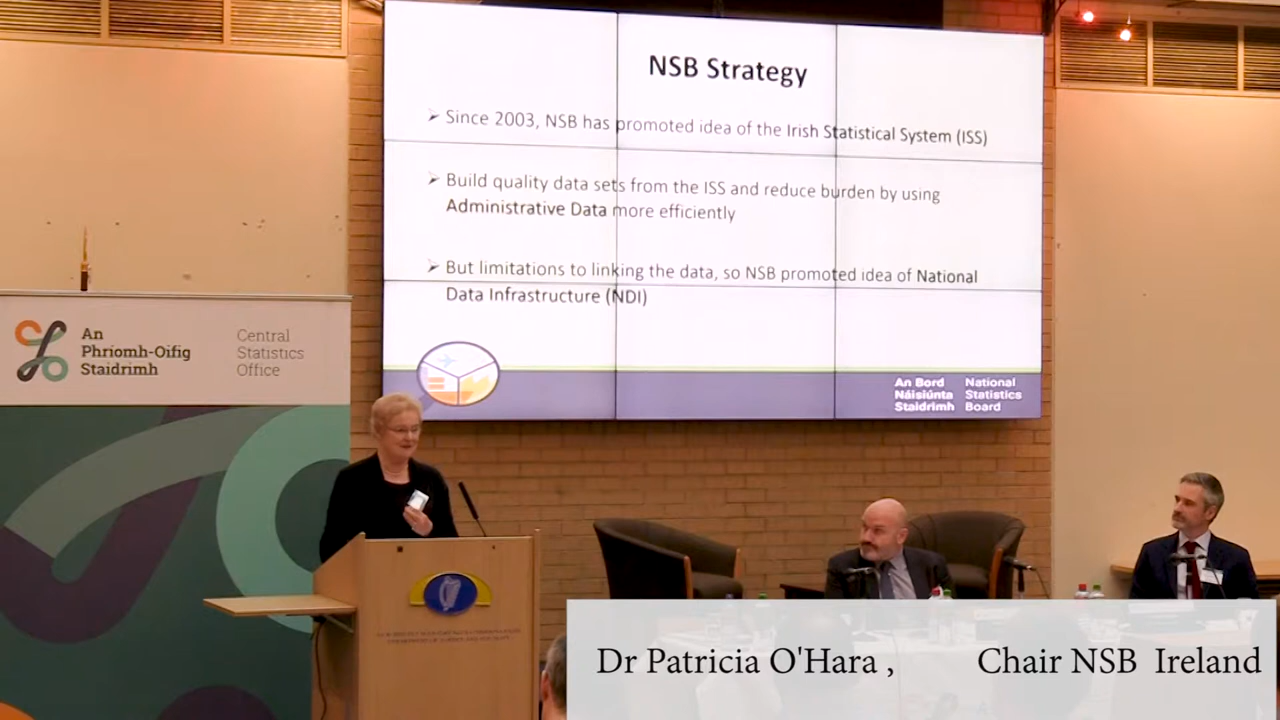 NSB Strategy
➢ Since 2003, NSB has promoted idea of the Irish Statistical System (ISS)
➢ Build quality data sets from the ISS and reduce burden by using
Administrative Data more efficiently
➢ But limitations to linking the data, so NSB promoted idea of National
Data Infrastructure (NDI)
An Bord
Náisiúnta
Staidrimh
National
Statistics
Board
An
Phríomh-Oifig
Staidrimh
Central
Statistics
Office
Dr Patricia O'Hara , Chair NSB Ireland